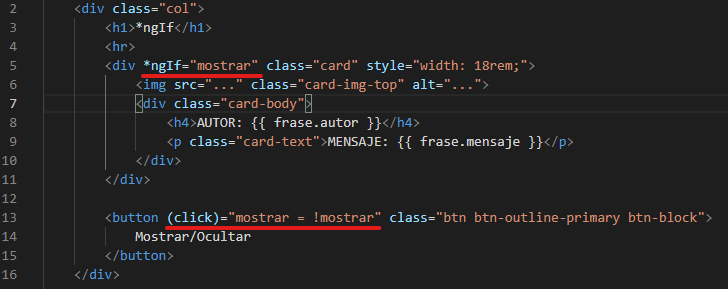 2 <div class="col">
3 <h1>*ngIf</h1>
4 <hr>
5 <div *ngIf="mostrar" class="card" style="width: 18rem;">
6 <img src="..." class="card-img-top" alt="...">
7 <div class="card-body">
8 <h4>AUTOR: {{ frase.autor }}</h4>
9 <p class="card-text">MENSAJE: {{ frase.mensaje }}</p>
10 </div>
11 </div>
12
13 <button (click)="mostrar = !mostrar" class="btn btn-outline-primary btn-block">
14 Mostrar/Ocultar
15 </button>
16 </div>